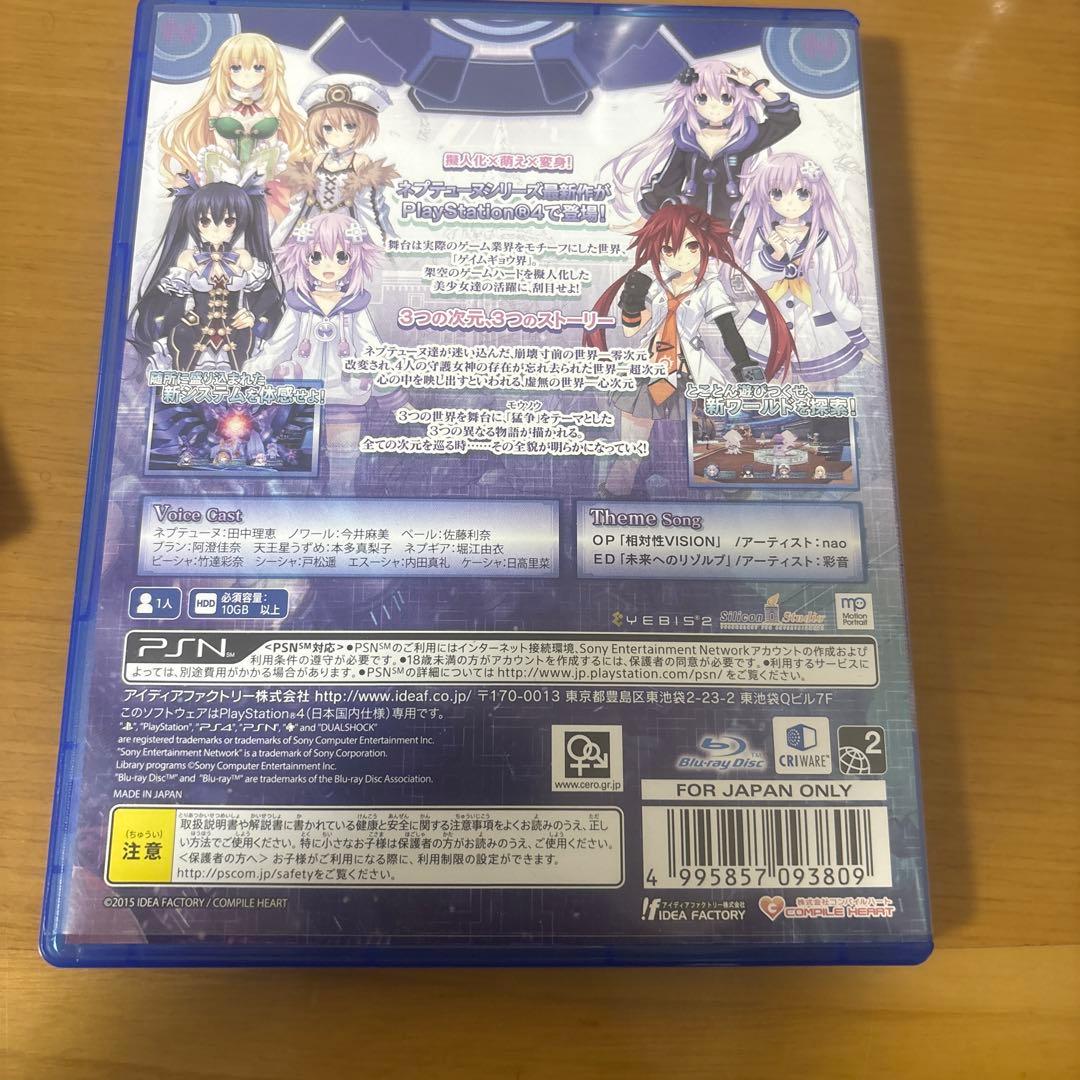 擬人化×萌え×変身!
ネプテューヌシリーズ最新作が
PlayStation®4で登場!
舞台は実際のゲーム業界をモチーフにした世界、
「ゲイムギョウ界」。
架空のゲームハードを擬人化した
美少女達の活躍に、刮目せよ!
3つの次元、3つのストーリー
ネプテューヌ達が迷い込んだ、崩壊寸前の世界―零次元
改変され、4人の守護女神の存在が忘れ去られた世界―超次元
心の中を映し出すといわれる、虚無の世界―心次元
モウソウ
3つの世界を舞台に、「猛争」をテーマとした
3つの異なる物語が描かれる。
全ての次元を巡る時……その全貌が明らかになっていく!
随所に盛り込まれた
新システムを体感せよ!
とことん遊びつくせ、
新ワールドを探索!
Voice Cast
ネプテューヌ:田中理恵 ノワール:今井麻美 ベール:佐藤利奈
ブラン:阿澄佳奈 天王星うずめ:本多真梨子 ネプギア:堀江由衣
ビーシャ:竹達彩奈 シーシャ:戸松遥 エスーシャ:内田真礼 ケーシャ:日高里菜
Theme Song
OP「相対性VISION」 /アーティスト:nao
ED「未来へのリゾルブ」/アーティスト:彩音
1人
HDD 必須容量:
10GB 以上
YEBIS®2
Silicon Studio
mp
Motion
Portrait
PSN℠
<PSN℠対応> ●PSN℠のご利用にはインターネット接続環境、Sony Entertainment Networkアカウントの作成および
利用条件の遵守が必要です。●18歳未満の方がアカウントを作成するには、保護者の同意が必要です。●利用するサービスに
よっては、別途費用がかかる場合があります。●PSN℠の詳細については http://www.jp.playstation.com/psn/ をご覧ください。
アイディアファクトリー株式会社 http://www.ideaf.co.jp/ 〒170-0013 東京都豊島区東池袋2-23-2 東池袋Qビル7F
このソフトウェアはPlayStation®4(日本国内仕様)専用です。
"PlayStation", "PS4", "PSN", and "DUALSHOCK"
are registered trademarks or trademarks of Sony Computer Entertainment Inc.
"Sony Entertainment Network" is a trademark of Sony Corporation.
Library programs ©Sony Computer Entertainment Inc.
"Blu-ray Disc™" and "Blu-ray™" are trademarks of the Blu-ray Disc Association.
MADE IN JAPAN
www.cero.gr.jp
Blu-ray Disc™
CRIWARE™
2
FOR JAPAN ONLY
(ちゅうい)
注意
取扱説明書や解説書に書かれている健康と安全に関する注意事項をよくお読みのうえ、正し
い方法でご使用ください。特に小さなお子様は保護者の方がお読みのうえ、ご使用ください。
<保護者の方へ> お子様がご利用になる際に、利用制限の設定ができます。
http://pscom.jp/safetyをご覧ください。
4 995857 093809
©2015 IDEA FACTORY / COMPILE HEART
アイディアファクトリー株式会社
IDEA FACTORY
株式会社コンパイルハート
COMPILE HEART